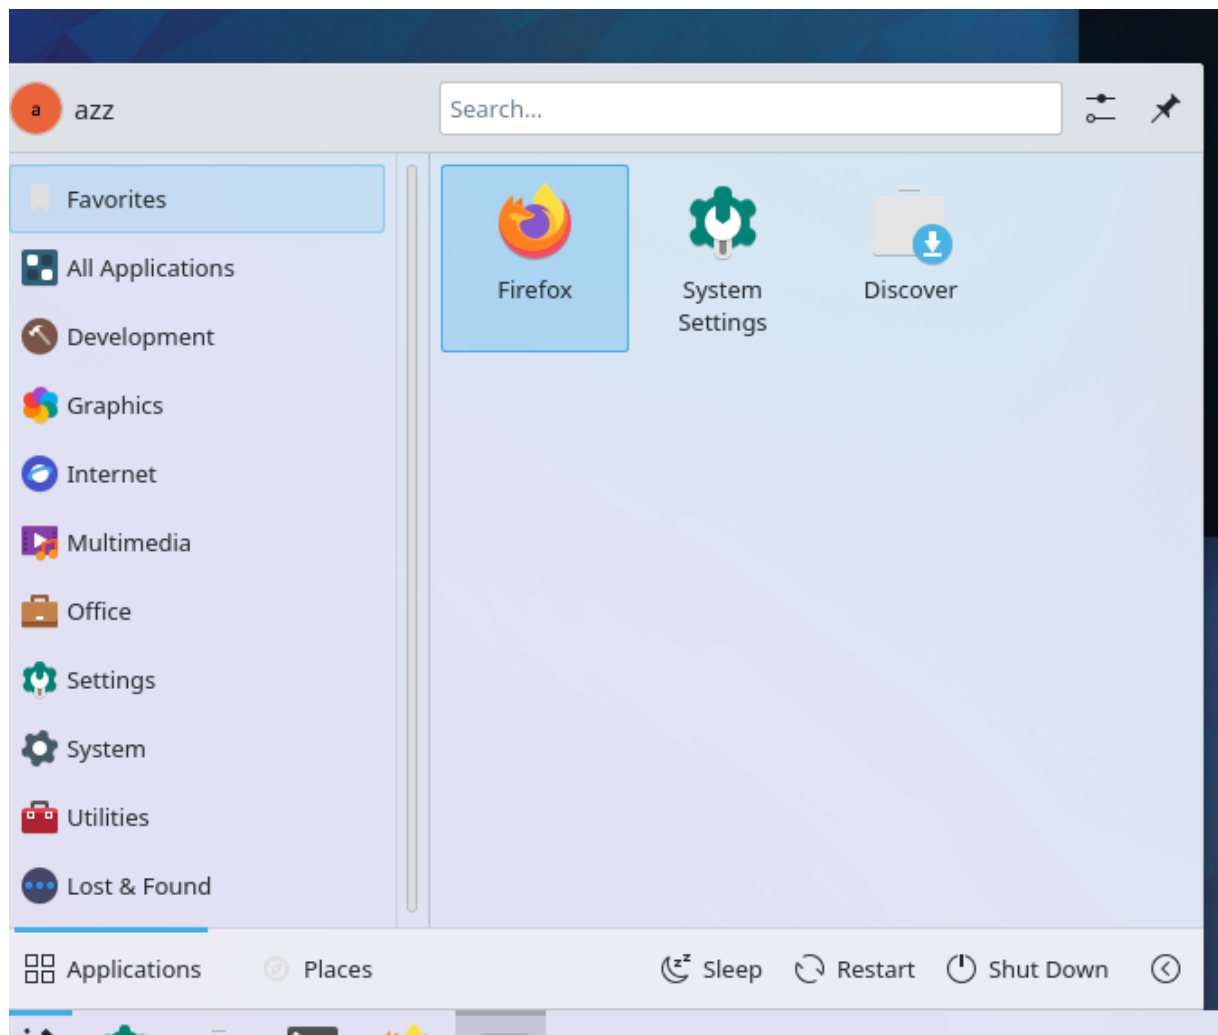 a
azz
Search...
Favorites
All Applications
Development
Graphics
Internet
Multimedia
Office
Settings
System
Utilities
Lost & Found
Firefox
System
Settings
Discover
Applications
Places
zz
Sleep
Restart
Shut Down